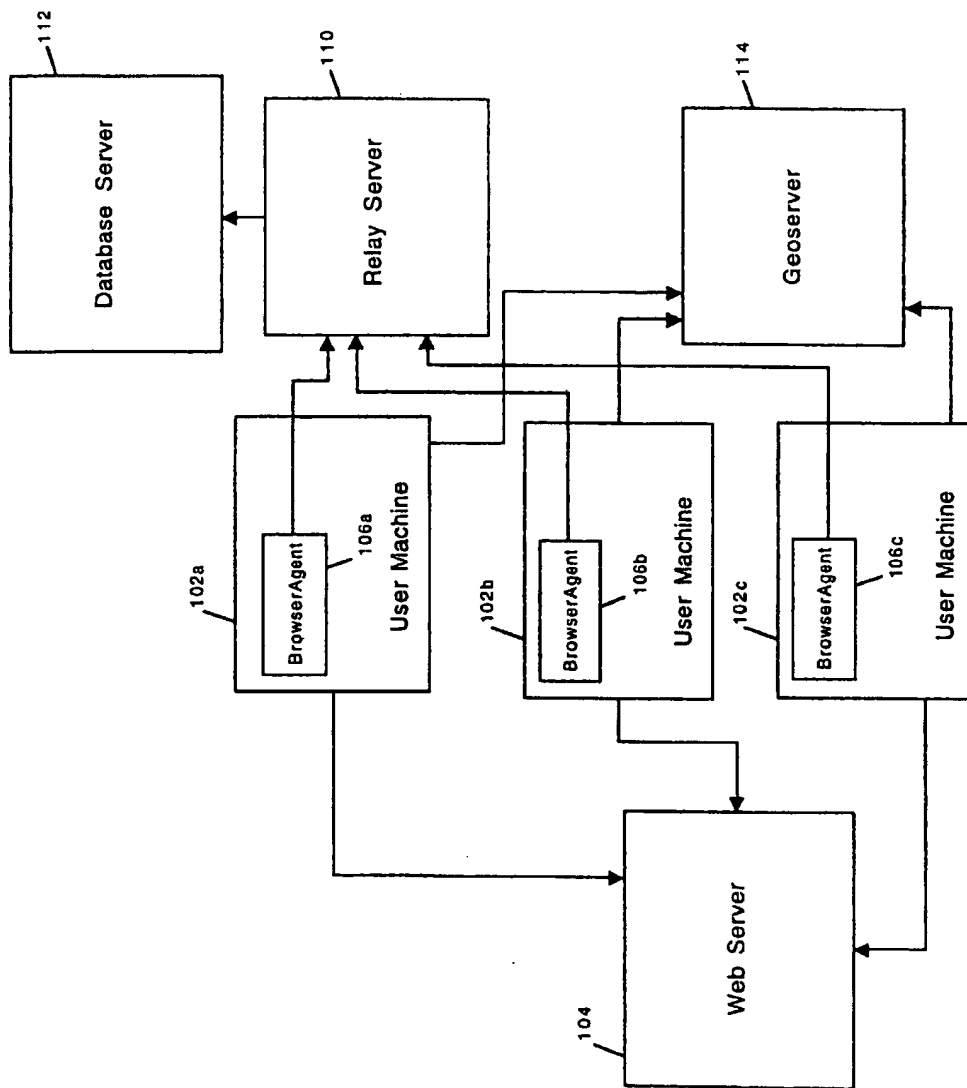 112
Database Server
102a
BrowserAgent
106a
User Machine
110
Relay Server
102b
BrowserAgent
106b
User Machine
104
Web Server
114
Geoserver
102c
BrowserAgent
106c
User Machine